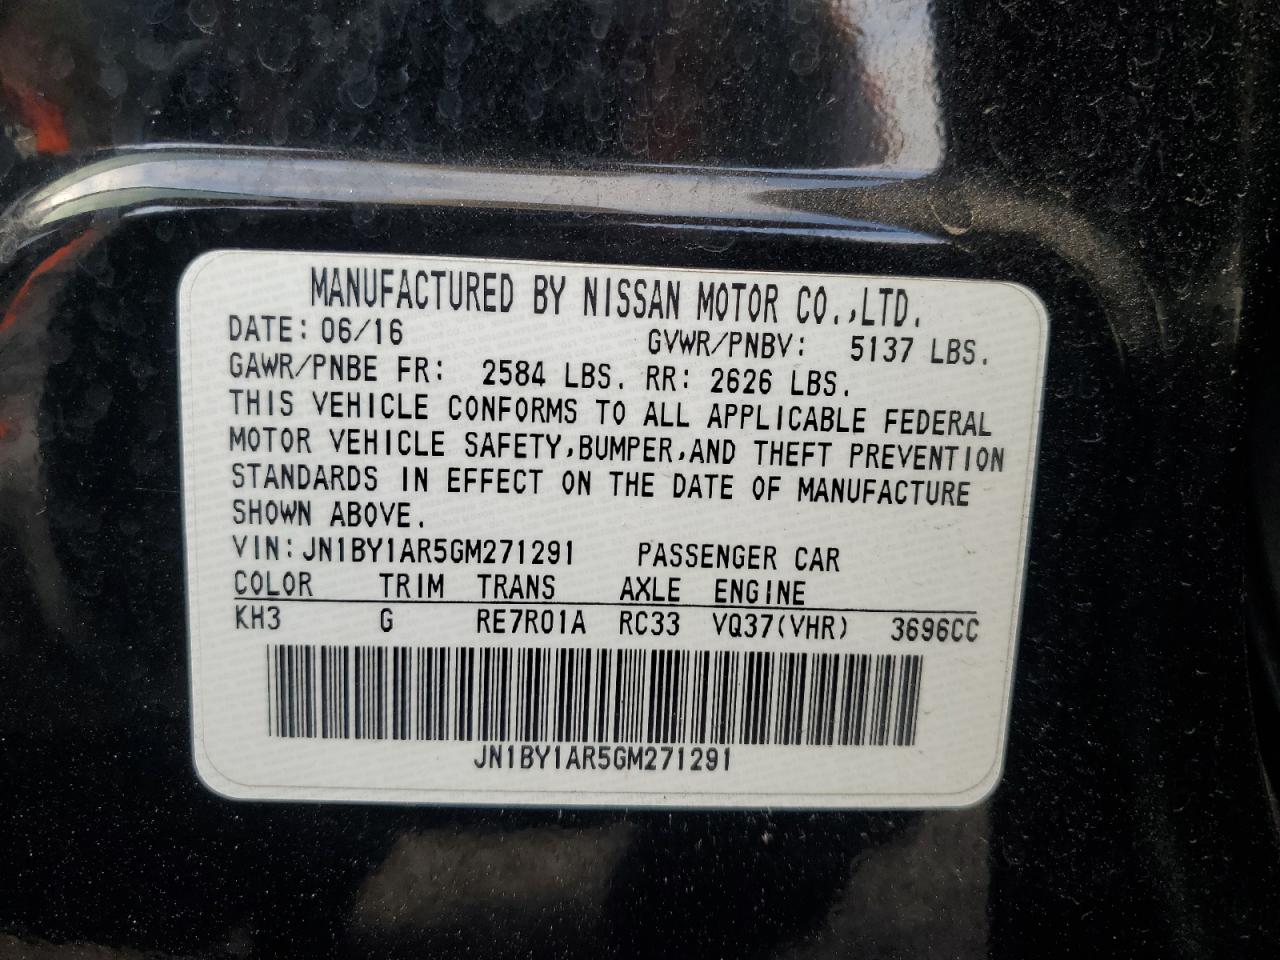 MANUFACTURED BY NISSAN MOTOR CO.,LTD.
DATE: 06/16 GVWR/PNBV: 5137 LBS.
GAWR/PNBE FR: 2584 LBS. RR: 2626 LBS.
THIS VEHICLE CONFORMS TO ALL APPLICABLE FEDERAL
MOTOR VEHICLE SAFETY,BUMPER,AND THEFT PREVENTION
STANDARDS IN EFFECT ON THE DATE OF MANUFACTURE
SHOWN ABOVE.
VIN:JN1BY1AR5GM271291 PASSENGER CAR
COLOR TRIM TRANS AXLE ENGINE
KH3 G RE7R01A RC33 VQ37(VHR) 3696CC
JN1BY1AR5GM271291